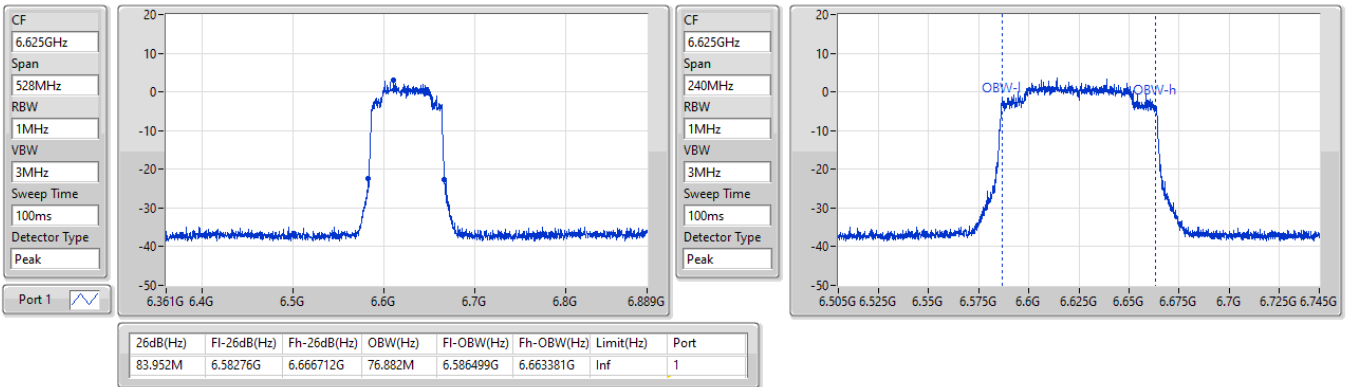 CF
6.625GHz
Span
528MHz
RBW
1MHz
VBW
3MHz
Sweep Time
100ms
Detector Type
Peak
Port 1
20
10
0
-10
-20
-30
-40
-50
6.361G 6.4G 6.5G 6.6G 6.7G 6.8G 6.889G
CF
6.625GHz
Span
240MHz
RBW
1MHz
VBW
3MHz
Sweep Time
100ms
Detector Type
Peak
20
10
0
-10
-20
-30
-40
-50
OBW-l OBW-h
6.505G 6.525G 6.55G 6.575G 6.6G 6.625G 6.65G 6.675G 6.7G 6.725G 6.745G
26dB(Hz) Fl-26dB(Hz) Fh-26dB(Hz) OBW(Hz) Fl-OBW(Hz) Fh-OBW(Hz) Limit(Hz) Port
83.952M 6.58276G 6.666712G 76.882M 6.586499G 6.663381G Inf 1